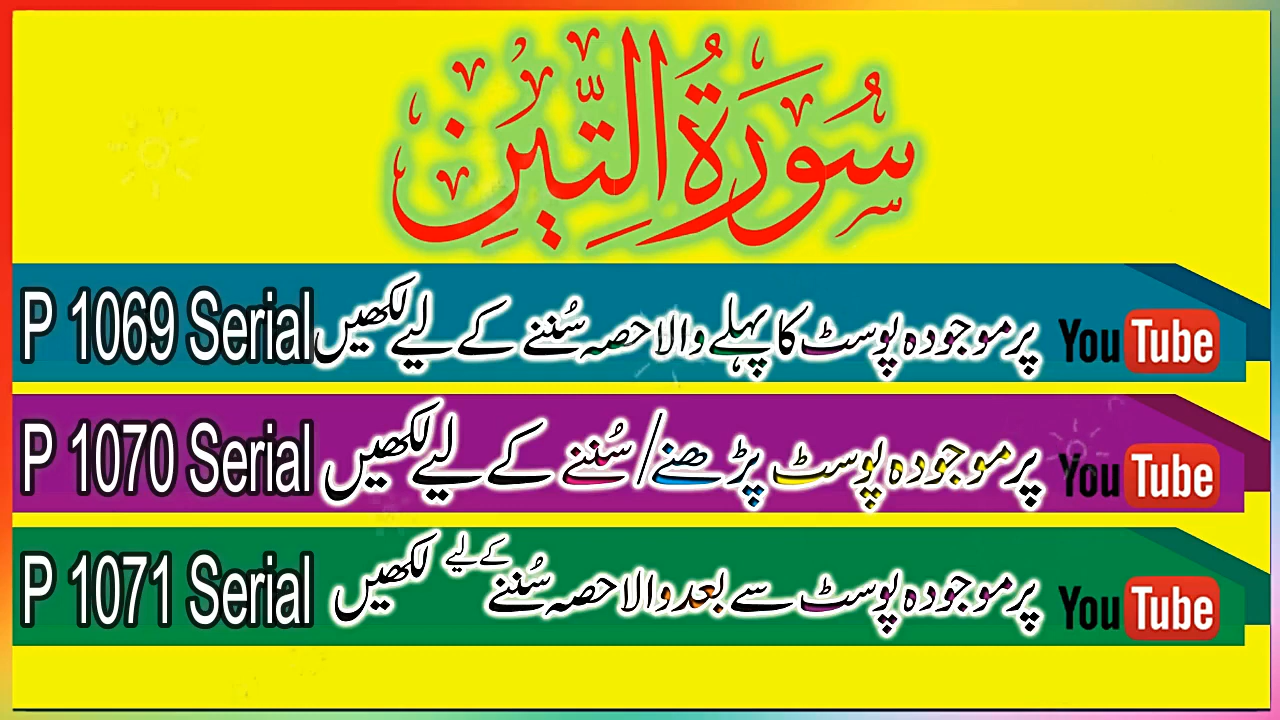 سُورَةُ التِّينِ
YouTube پر موجودہ پوسٹ کا پہلے والا حصہ سُننے کے لیے لکھیں P 1069 Serial
YouTube پر موجودہ پوسٹ پڑھنے/سُننے کے لیے لکھیں P 1070 Serial
YouTube پر موجودہ پوسٹ سے بعد والا حصہ سُننے کے لیے لکھیں P 1071 Serial